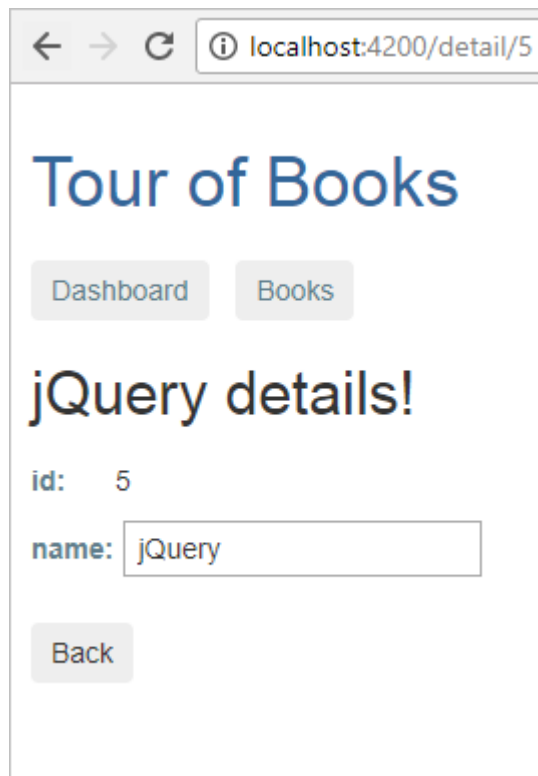 localhost:4200/detail/5
Tour of Books
Dashboard Books
jQuery details!
id: 5
name: jQuery
Back